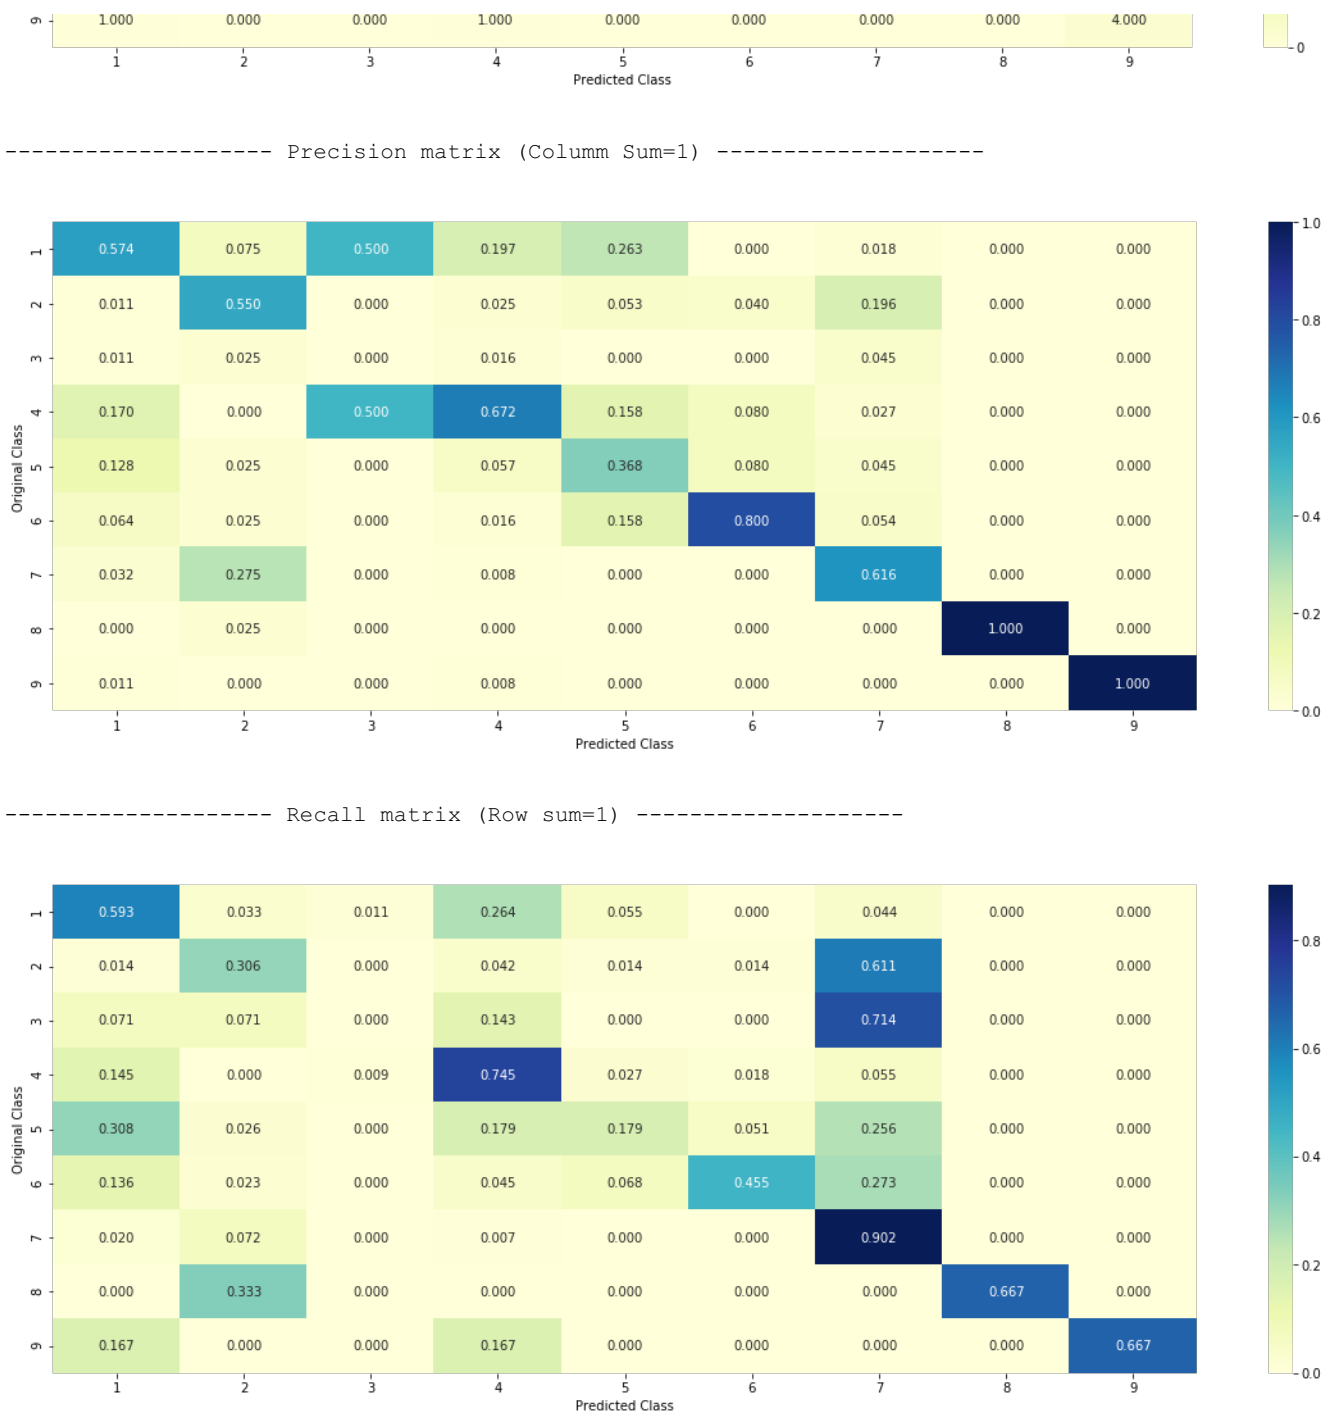 9 1.000 0.000 0.000 1.000 0.000 0.000 0.000 0.000 4.000 0
1 2 3 4 5 6 7 8 9
Predicted Class
-------------------- Precision matrix (Columm Sum=1) --------------------
1 0.574 0.075 0.500 0.197 0.263 0.000 0.018 0.000 0.000
2 0.011 0.550 0.000 0.025 0.053 0.040 0.196 0.000 0.000
3 0.011 0.025 0.000 0.016 0.000 0.000 0.045 0.000 0.000
4 0.170 0.000 0.500 0.672 0.158 0.080 0.027 0.000 0.000
5 0.128 0.025 0.000 0.057 0.368 0.080 0.045 0.000 0.000
6 0.064 0.025 0.000 0.016 0.158 0.800 0.054 0.000 0.000
7 0.032 0.275 0.000 0.008 0.000 0.000 0.616 0.000 0.000
8 0.000 0.025 0.000 0.000 0.000 0.000 0.000 1.000 0.000
9 0.011 0.000 0.000 0.008 0.000 0.000 0.000 0.000 1.000
Original Class
1 2 3 4 5 6 7 8 9
Predicted Class
1.0
0.8
0.6
0.4
0.2
0.0
-------------------- Recall matrix (Row sum=1) --------------------
1 0.593 0.033 0.011 0.264 0.055 0.000 0.044 0.000 0.000
2 0.014 0.306 0.000 0.042 0.014 0.014 0.611 0.000 0.000
3 0.071 0.071 0.000 0.143 0.000 0.000 0.714 0.000 0.000
4 0.145 0.000 0.009 0.745 0.027 0.018 0.055 0.000 0.000
5 0.308 0.026 0.000 0.179 0.179 0.051 0.256 0.000 0.000
6 0.136 0.023 0.000 0.045 0.068 0.455 0.273 0.000 0.000
7 0.020 0.072 0.000 0.007 0.000 0.000 0.902 0.000 0.000
8 0.000 0.333 0.000 0.000 0.000 0.000 0.000 0.667 0.000
9 0.167 0.000 0.000 0.167 0.000 0.000 0.000 0.000 0.667
Original Class
1 2 3 4 5 6 7 8 9
Predicted Class
0.8
0.6
0.4
0.2
0.0